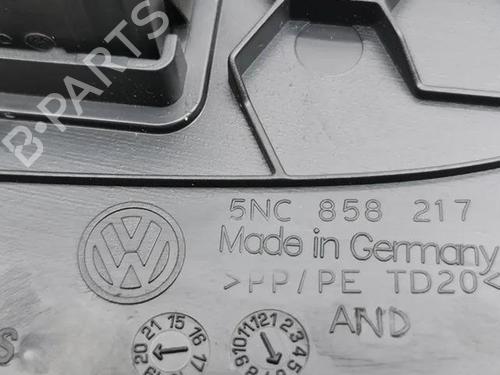 B-PARTS
5NC 858 217
Made in Germany
>PP/PE TD20<
AND